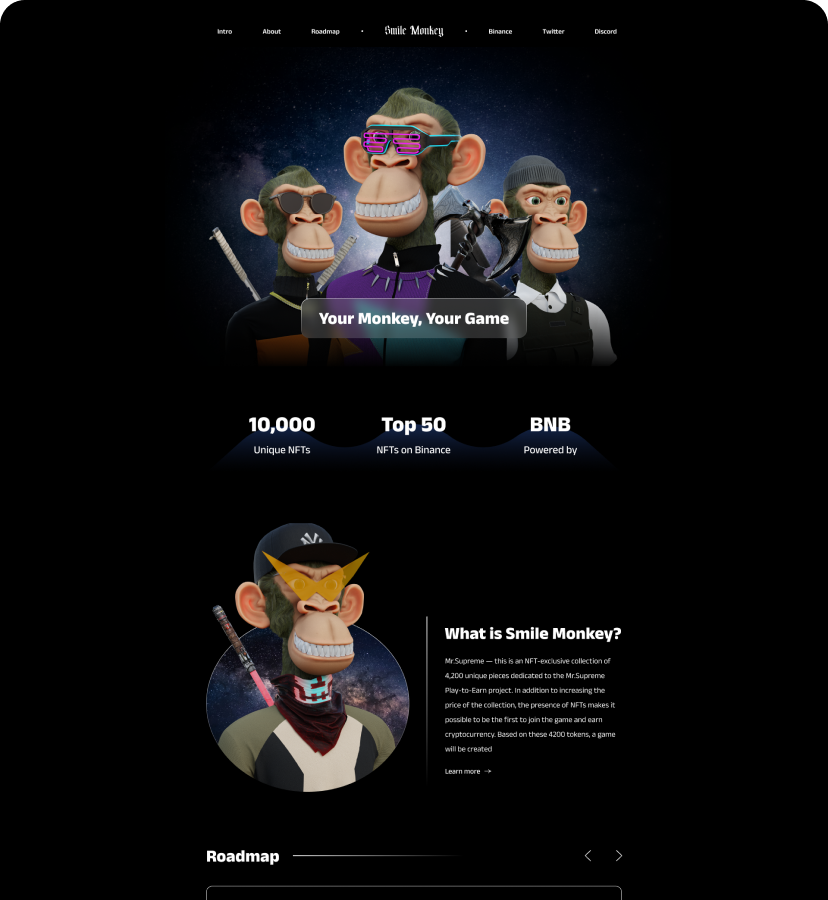 Intro About Roadmap • Smile Monkey • Binance Twitter Discord
Your Monkey, Your Game
10,000 Top 50 BNB
Unique NFTs NFTs on Binance Powered by
What is Smile Monkey?
Mr.Supreme — this is an NFT-exclusive collection of
4,200 unique pieces dedicated to the Mr.Supreme
Play-to-Earn project. In addition to increasing the
price of the collection, the presence of NFTs makes it
possible to be the first to join the game and earn
cryptocurrency. Based on these 4200 tokens, a game
will be created
Learn more →
Roadmap